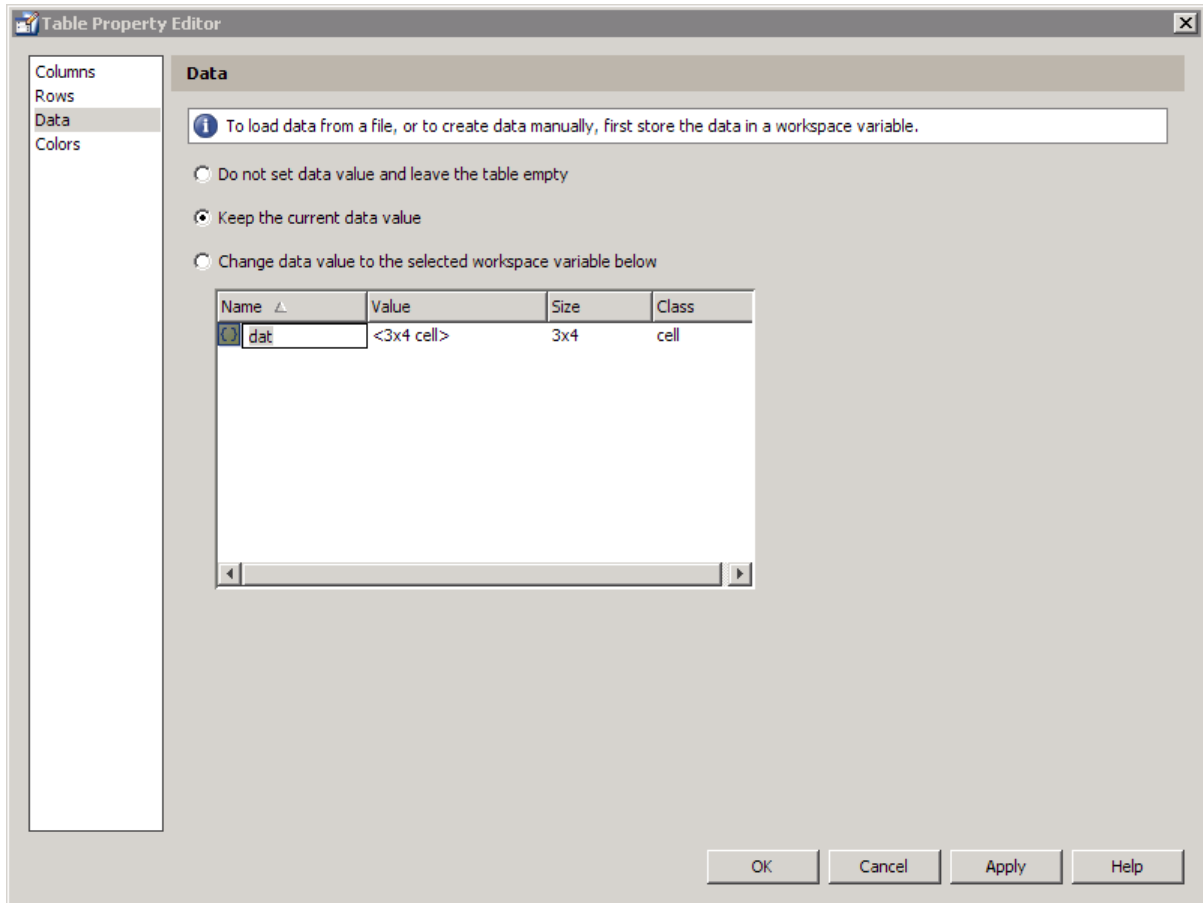 Table Property Editor
Columns
Rows
Data
Colors
Data
To load data from a file, or to create data manually, first store the data in a workspace variable.
Do not set data value and leave the table empty
Keep the current data value
Change data value to the selected workspace variable below
Name Value Size Class
{} dat <3x4 cell> 3x4 cell
OK Cancel Apply Help